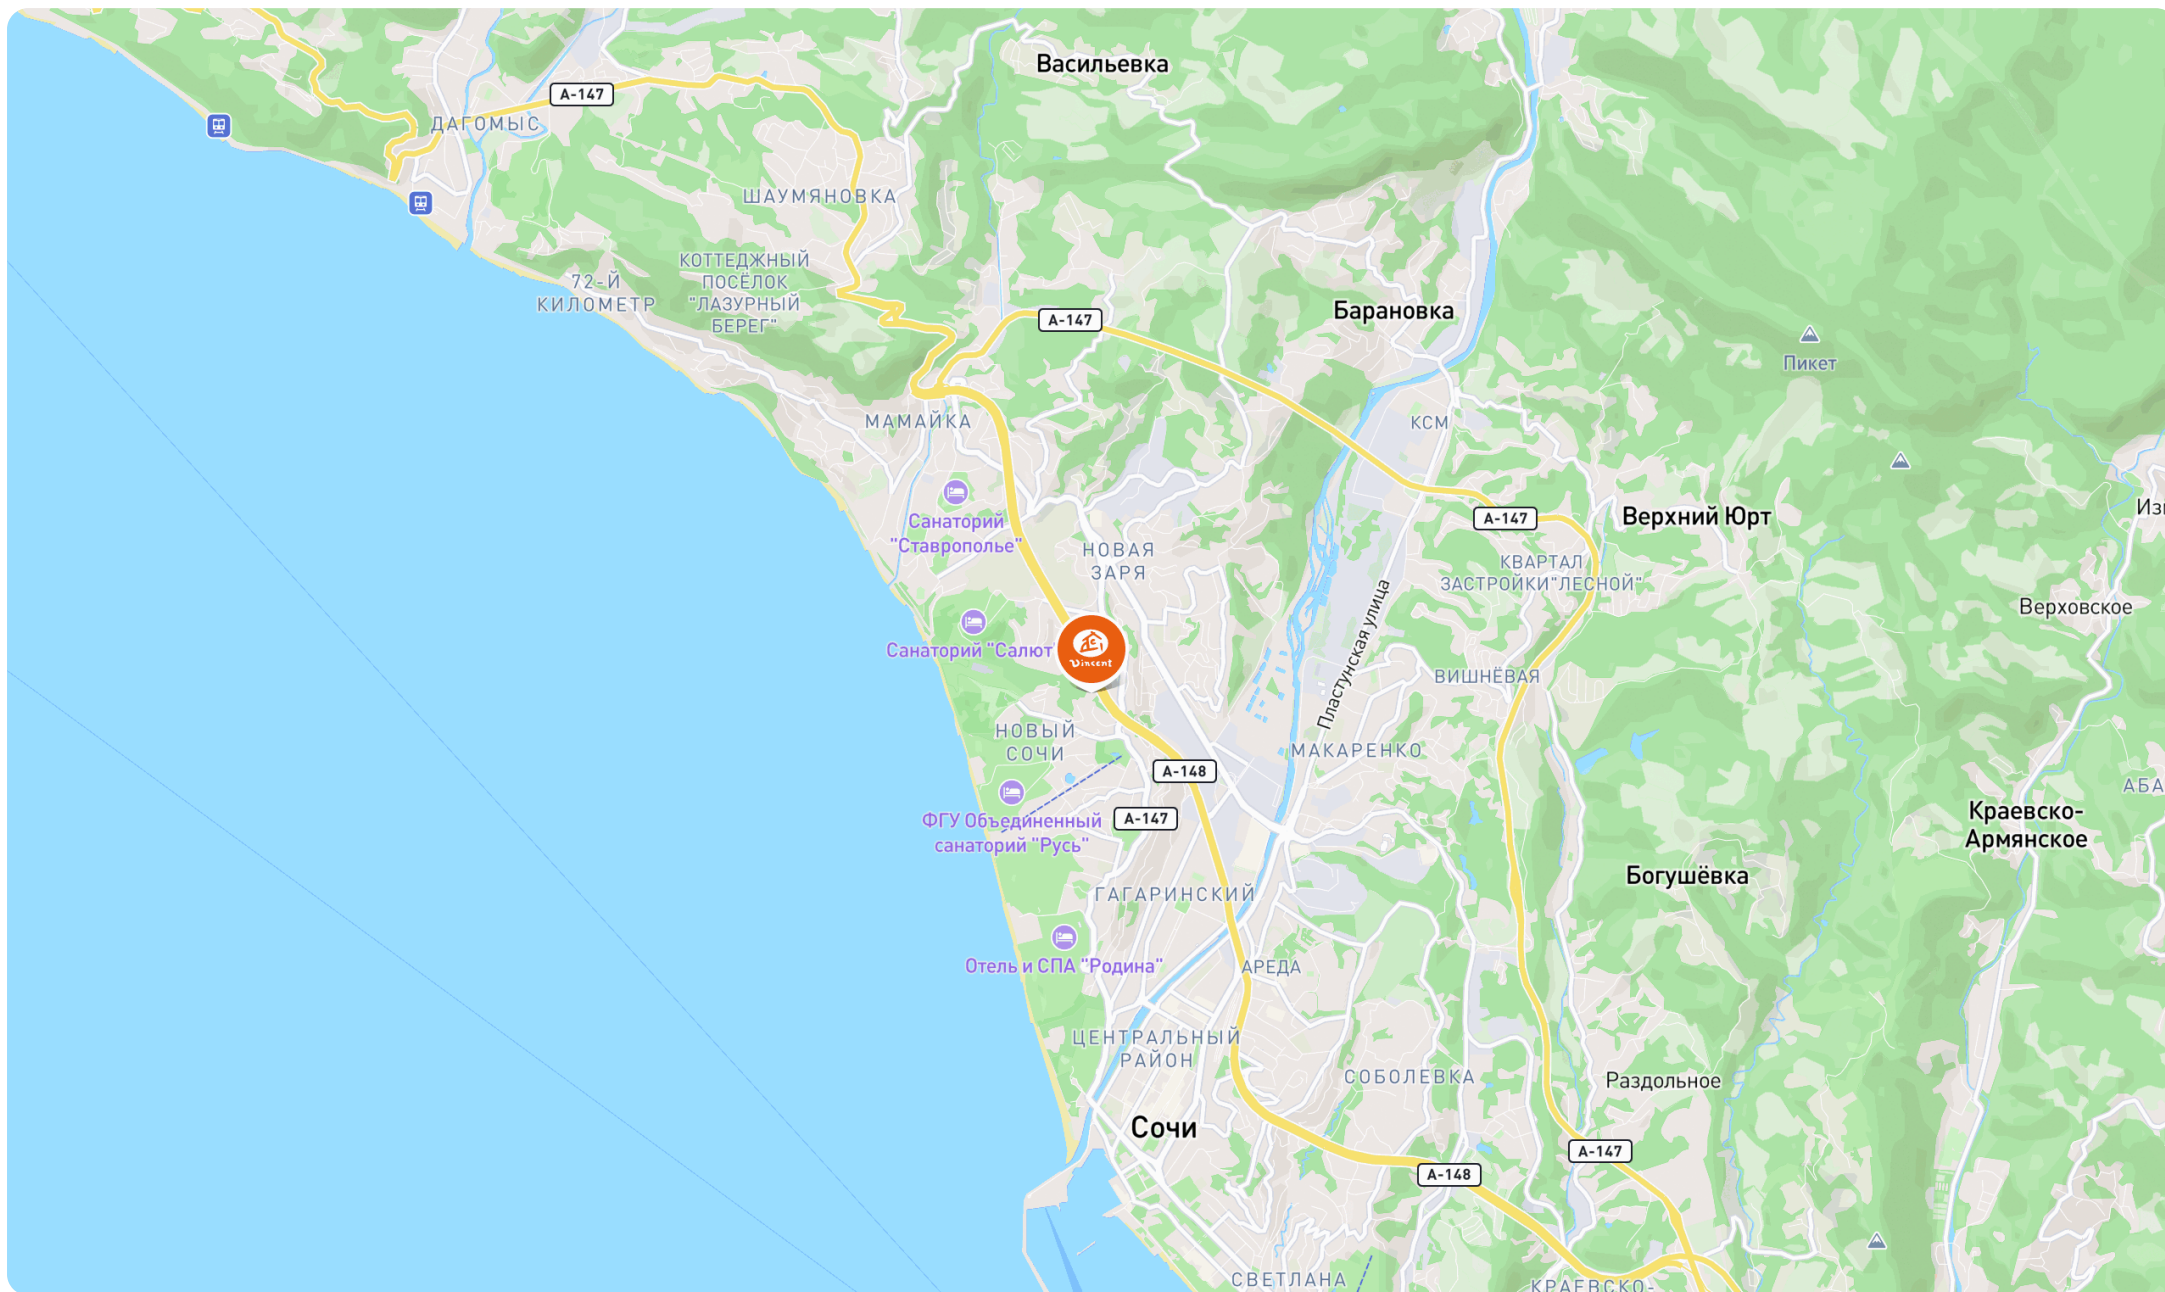 Васильевка
А-147
ДАГОМЫС
ШАУМЯНОВКА
КОТТЕДЖНЫЙ
ПОСЁЛОК
"ЛАЗУРНЫЙ
БЕРЕГ"
72-Й
КИЛОМЕТР
Барановка
А-147
Пикет
МАМАЙКА
КСМ
Санаторий
"Ставрополье"
А-147
Верхний Юрт
НОВАЯ
ЗАРЯ
КВАРТАЛ
ЗАСТРОЙКИ"ЛЕСНОЙ"
Верховское
Санаторий "Салют"
Vincent
Пластунская улица
ВИШНЁВАЯ
НОВЫЙ
СОЧИ
МАКАРЕНКО
А-148
А-147
ФГУ Объединенный
санаторий "Русь"
Краевско-
Армянское
Богушёвка
ГАГАРИНСКИЙ
Отель и СПА "Родина"
АРЕДА
ЦЕНТРАЛЬНЫЙ
РАЙОН
СОБОЛЕВКА
Раздольное
Сочи
А-147
А-148
СВЕТЛАНА
КРАЕВСКО-